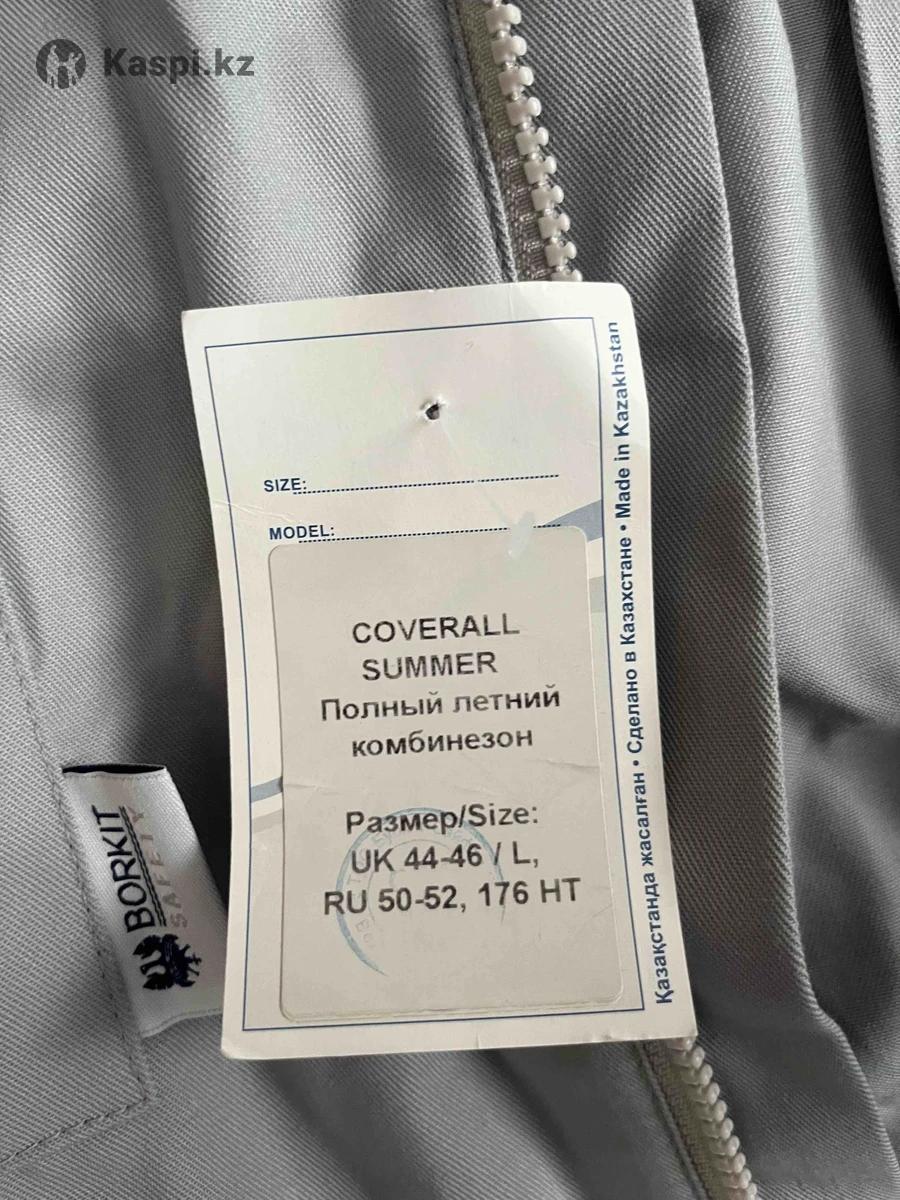 Kaspi.kz
SIZE:
MODEL:
COVERALL
SUMMER
Полный летний
комбинезон
Размер/Size:
UK 44-46 / L,
RU 50-52, 176 HT
Қазақстанда жасалған • Сделано в Казахстане • Made in Kazakhstan
BORKIT
SAFETY